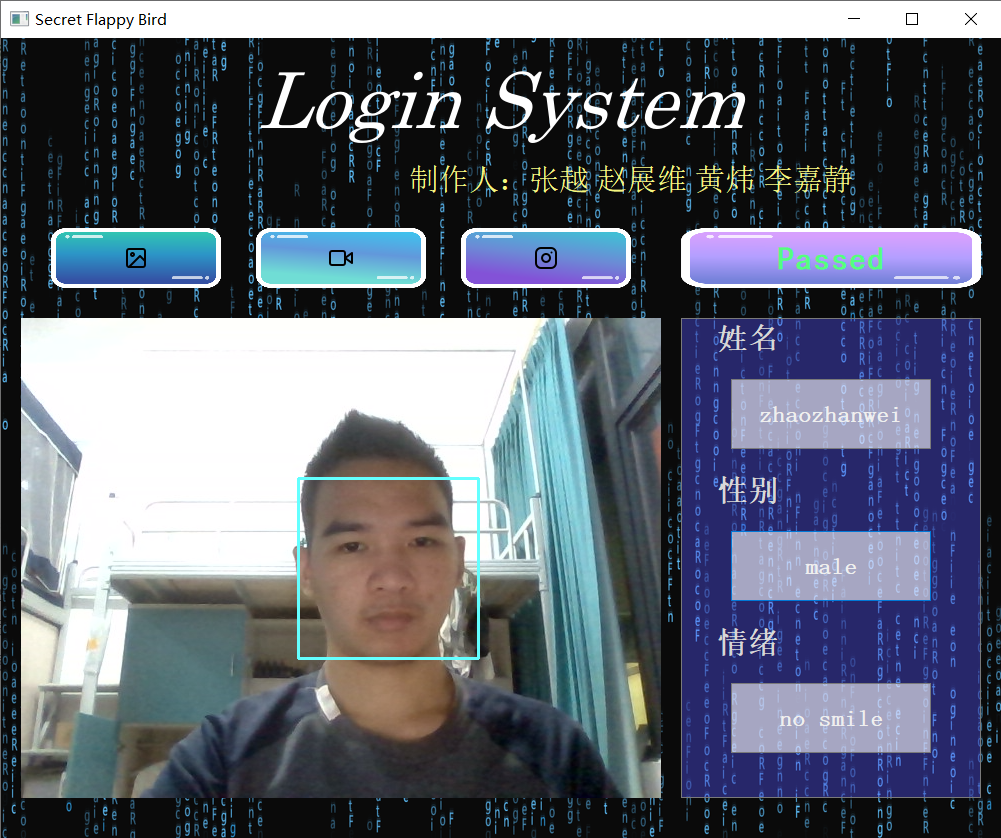 Secret Flappy Bird
Login System
制作人：张越 赵展维 黄炜 李嘉静
Passed
姓名
zhaozhanwei
性别
male
情绪
no smile